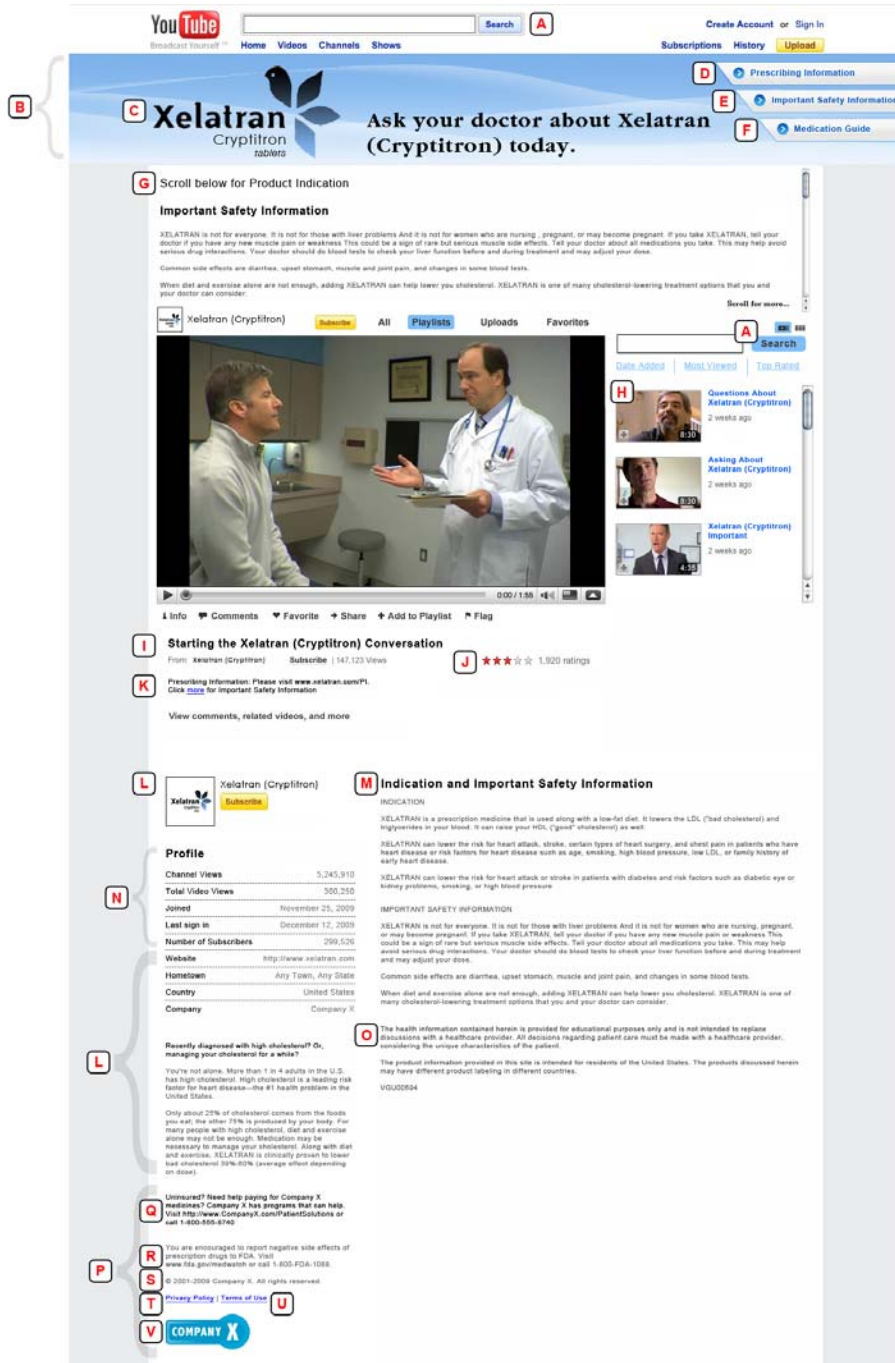 You Tube
Search
A
Create Account or Sign In
Broadcast Yourself ™
Home Videos Channels Shows
Subscriptions History Upload
B
D Prescribing Information
E Important Safety Information
F Medication Guide
C Xelatran
Cryptitron
tablets
Ask your doctor about Xelatran
(Cryptitron) today.
G Scroll below for Product Indication
Important Safety Information
XELATRAN is not for everyone. It is not for those with liver problems And it is not for women who are nursing , pregnant, or may become pregnant. If you take XELATRAN, tell your
doctor if you have any new muscle pain or weakness This could be a sign of rare but serious muscle side effects. Tell your doctor about all medications you take. This may help avoid
serious drug interactions. Your doctor should do blood tests to check your liver function before and during treatment and may adjust your dose.
Common side effects are diarrhea, upset stomach, muscle and joint pain, and changes in some blood tests.
When diet and exercise alone are not enough, adding XELATRAN can help lower you cholesterol. XELATRAN is one of many cholesterol-lowering treatment options that you and
your doctor can consider.
Scroll for more...
Xelatran (Cryptitron) Subscribe All Playlists Uploads Favorites
A
Search
Date Added Most Viewed Top Rated
H
Questions About
Xelatran (Cryptitron)
2 weeks ago
8:30
Asking About
Xelatran (Cryptitron)
2 weeks ago
8:30
Xelatran (Cryptitron)
Important
2 weeks ago
4:35
0:00 / 1:56
Info Comments Favorite Share Add to Playlist Flag
I Starting the Xelatran (Cryptitron) Conversation
From: Xelatran (Cryptitron) Subscribe | 147,123 Views
J 1,920 ratings
K Prescribing Information: Please visit www.xelatran.com/PI.
Click more for Important Safety Information
View comments, related videos, and more
L
Xelatran
Xelatran (Cryptitron)
Subscribe
Profile
N
Channel Views 5,245,910
Total Video Views 560,250
Joined November 25, 2009
Last sign in December 12, 2009
Number of Subscribers 299,526
Website http://www.xelatran.com
Hometown Any Town, Any State
Country United States
Company Company X
L
Recently diagnosed with high cholesterol? Or,
managing your cholesterol for a while?
You're not alone. More than 1 in 4 adults in the U.S.
has high cholesterol. High cholesterol is a leading risk
factor for heart disease—the #1 health problem in the
United States.
Only about 25% of cholesterol comes from the foods
you eat; the other 75% is produced by your body. For
many people with high cholesterol, diet and exercise
alone may not be enough. Medication may be
necessary to manage your cholesterol. Along with diet
and exercise, XELATRAN is clinically proven to lower
bad cholesterol 39%-60% (average effect depending
on dose).
P
Q
Uninsured? Need help paying for Company X
medicines? Company X has programs that can help.
Visit http://www.CompanyX.com/PatientSolutions or
call 1-800-555-6740
R
You are encouraged to report negative side effects of
prescription drugs to FDA. Visit
www.fda.gov/medwatch or call 1-800-FDA-1088.
S © 2001-2009 Company X. All rights reserved.
T Privacy Policy | Terms of Use U
V COMPANY X
M Indication and Important Safety Information
INDICATION
XELATRAN is a prescription medicine that is used along with a low-fat diet. It lowers the LDL ("bad cholesterol) and
triglycerides in your blood. It can raise your HDL ("good" cholesterol) as well
XELATRAN can lower the risk for heart attack, stroke, certain types of heart surgery, and chest pain in patients who have
heart disease or risk factors for heart disease such as age, smoking, high blood pressure, low LDL, or family history of
early heart disease.
XELATRAN can lower the risk for heart attack or stroke in patients with diabetes and risk factors such as diabetic eye or
kidney problems, smoking, or high blood pressure
IMPORTANT SAFETY INFORMATION
XELATRAN is not for everyone. It is not for those with liver problems And it is not for women who are nursing, pregnant,
or may become pregnant. If you take XELATRAN, tell your doctor if you have any new muscle pain or weakness This
could be a sign of rare but serious muscle side effects. Tell your doctor about all medications you take. This may help
avoid serious drug interactions. Your doctor should do blood tests to check your liver function before and during treatment
and may adjust your dose.
Common side effects are diarrhea, upset stomach, muscle and joint pain, and changes in some blood tests.
When diet and exercise alone are not enough, adding XELATRAN can help lower you cholesterol. XELATRAN is one of
many cholesterol-lowering treatment options that you and your doctor can consider.
O
The health information contained herein is provided for educational purposes only and is not intended to replace
discussions with a healthcare provider. All decisions regarding patient care must be made with a healthcare provider,
considering the unique characteristics of the patient.
The product information provided in this site is intended for residents of the United States. The products discussed herein
may have different product labeling in different countries.
VGU00504